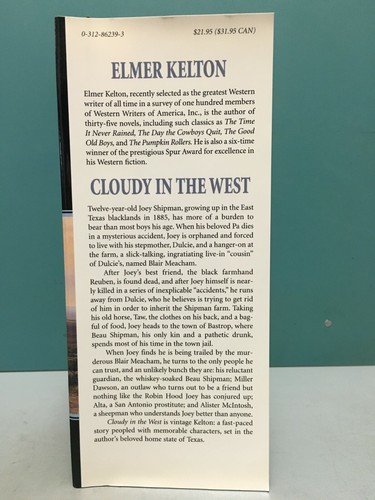 0-312-86239-3 $21.95 ($31.95 CAN)
ELMER KELTON
Elmer Kelton, recently selected as the greatest Western
writer of all time in a survey of one hundred members
of Western Writers of America, Inc., is the author of
thirty-five novels, including such classics as The Time
It Never Rained, The Day the Cowboys Quit, The Good
Old Boys, and The Pumpkin Rollers. He is also a six-time
winner of the prestigious Spur Award for excellence in
his Western fiction.
CLOUDY IN THE WEST
Twelve-year-old Joey Shipman, growing up in the East
Texas blacklands in 1885, has more of a burden to
bear than most boys his age. When his beloved Pa dies
in a mysterious accident, Joey is orphaned and forced
to live with his stepmother, Dulcie, and a hanger-on at
the farm, a slick-talking, ingratiating live-in “cousin”
of Dulcie's, named Blair Meacham.
After Joey's best friend, the black farmhand
Reuben, is found dead, and after Joey himself is near-
ly killed in a series of inexplicable “accidents,” he runs
away from Dulcie, who he believes is trying to get rid
of him in order to inherit the Shipman farm. Taking
his old horse, Taw, the clothes on his back, and a bag-
ful of food, Joey heads to the town of Bastrop, where
Beau Shipman, his only kin and a pathetic drunk,
spends most of his time in the town jail.
When Joey finds he is being trailed by the mur-
derous Blair Meacham, he turns to the only people he
can trust, and an unlikely bunch they are: his reluctant
guardian, the whiskey-soaked Beau Shipman; Miller
Dawson, an outlaw who turns out to be a friend but
nothing like the Robin Hood Joey has conjured up;
Alta, a San Antonio prostitute; and Alister McIntosh,
a sheepman who understands Joey better than anyone.
Cloudy in the West is vintage Kelton: a fast-paced
story peopled with memorable characters, set in the
author's beloved home state of Texas.